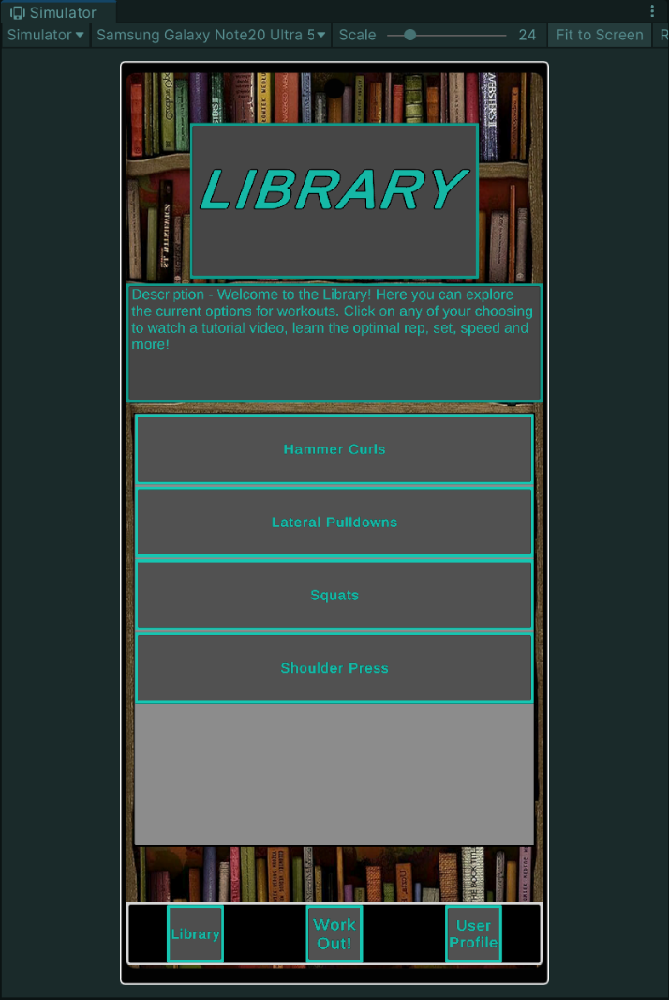 Simulator
Simulator Samsung Galaxy Note20 Ultra 5 Scale 24 Fit to Screen R
WEBSTER'S
LIBRARY
Description - Welcome to the Library! Here you can explore
the current options for workouts. Click on any of your choosing
to watch a tutorial video, learn the optimal rep, set, speed and
more!
Hammer Curls
Lateral Pulldowns
Squats
Shoulder Press
Library
Work
Out!
User
Profile